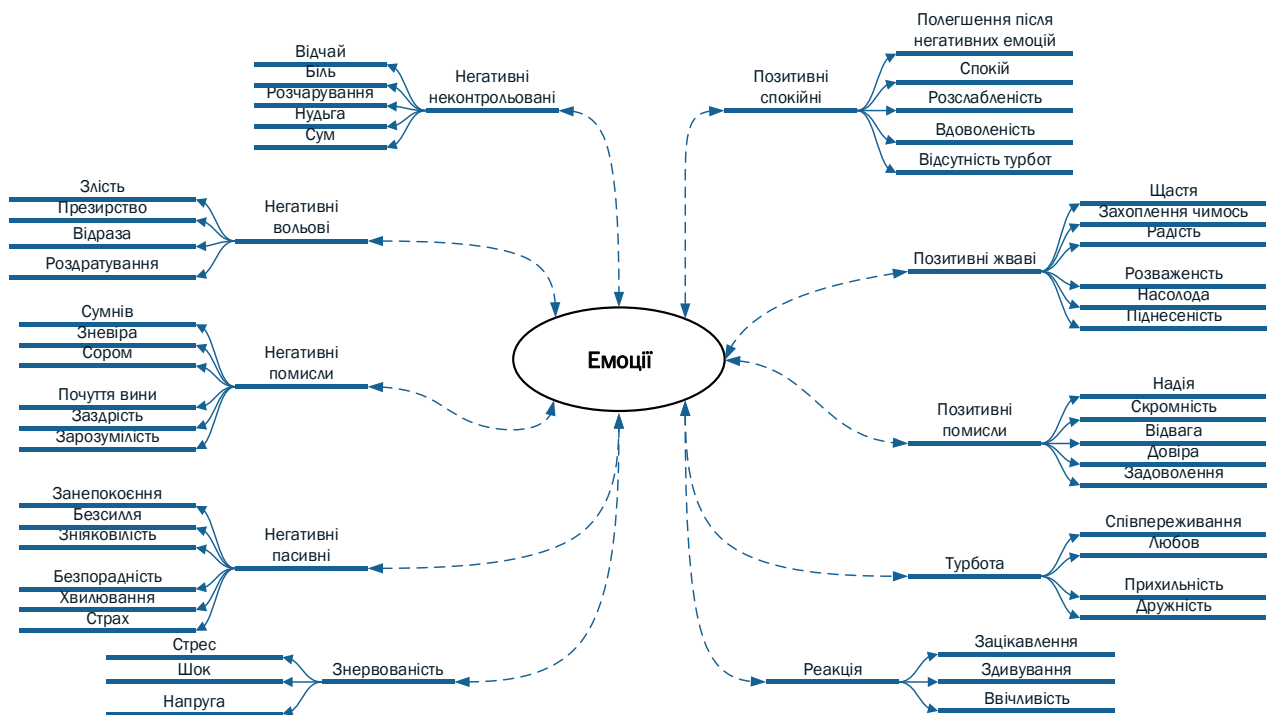 Відчай
Біль
Розчарування
Нудьга
Сум
Негативні
неконтрольовані
Злість
Презирство
Відраза
Роздратування
Негативні
вольові
Сумнів
Зневіра
Сором
Почуття вини
Заздрість
Зарозумілість
Негативні
помисли
Занепокоєння
Безсилля
Зніяковілість
Безпорадність
Хвилювання
Страх
Негативні
пасивні
Стрес
Шок
Напруга
Знервованість
Емоції
Позитивні
спокійні
Полегшення після
негативних емоцій
Спокій
Розслабленість
Вдоволеність
Відсутність турбот
Позитивні жваві
Щастя
Захоплення чимось
Радість
Розваженсть
Насолода
Піднесеність
Позитивні
помисли
Надія
Скромність
Відвага
Довіра
Задоволення
Турбота
Співпереживання
Любов
Прихильність
Дружність
Реакція
Зацікавлення
Здивування
Ввічливість